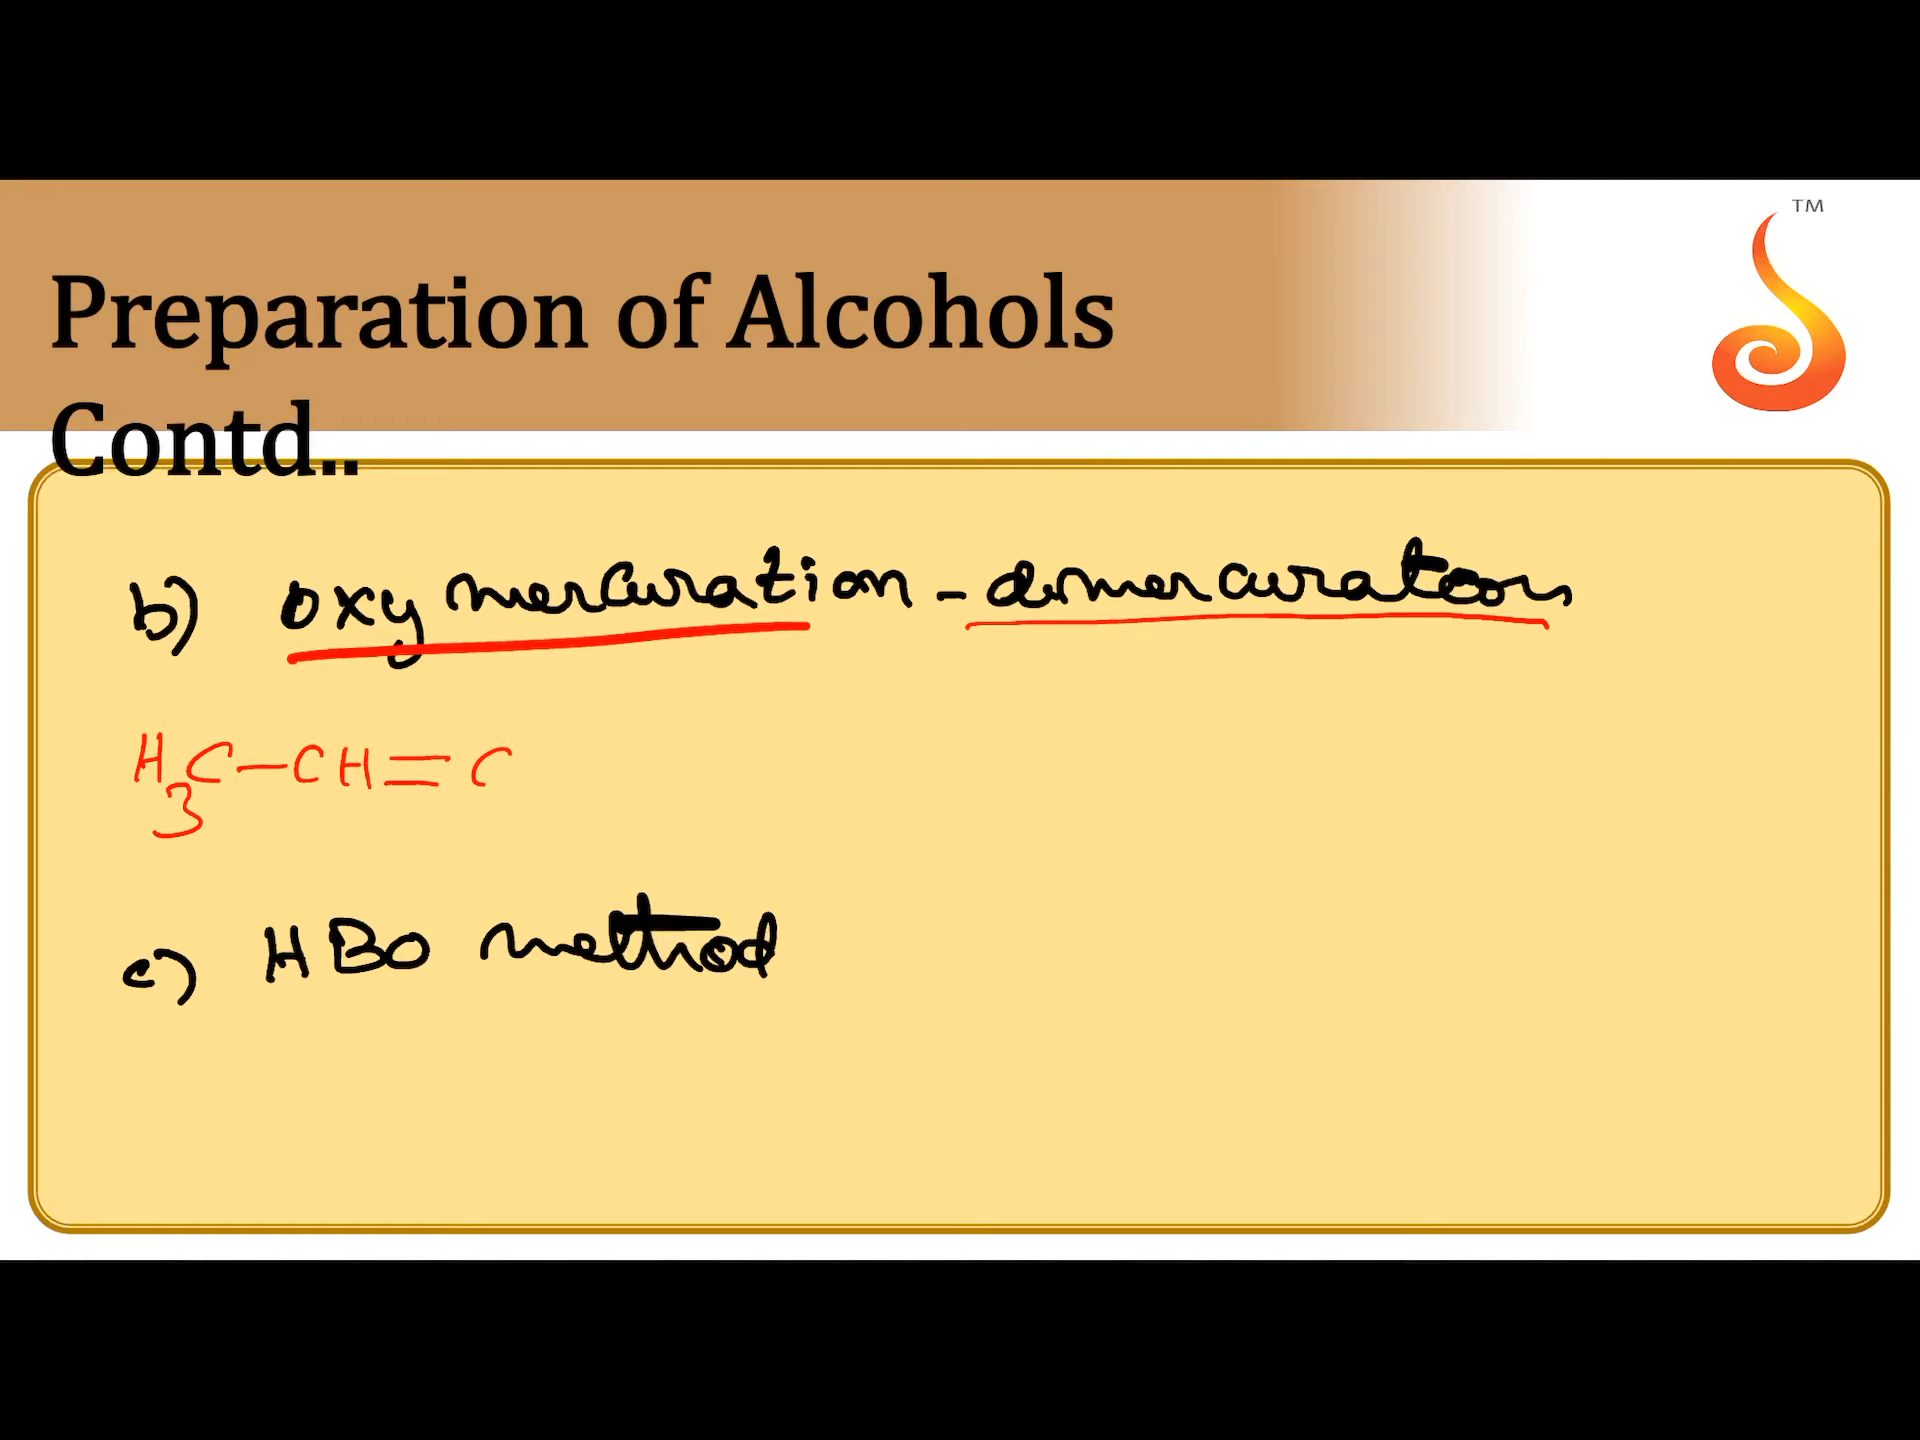 TM
Preparation of Alcohols
Contd..
b) oxymercuration - demercuration
H3C-CH=C
c) HBO method